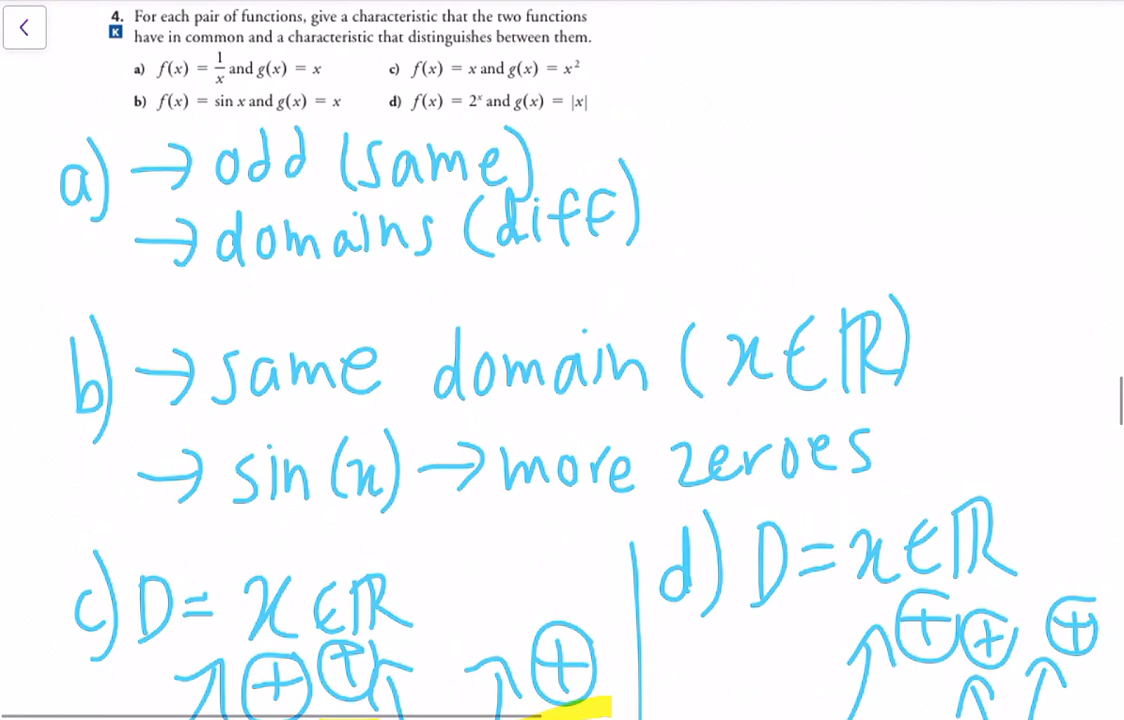 4. For each pair of functions, give a characteristic that the two functions
K have in common and a characteristic that distinguishes between them.
a) f(x) = 1/x and g(x) = x
c) f(x) = x and g(x) = x²
b) f(x) = sin x and g(x) = x
d) f(x) = 2ˣ and g(x) = |x|
a) → odd (same)
→ domains (diff)
b) → same domain (x∈ℝ)
→ sin(x) → more zeroes
c) D = x∈ℝ
d) D = x∈ℝ
↑ ⊕ ⊕ ↑ ↑ ⊕
↑ ⊕ ⊕ ↑ ↑ ⊕